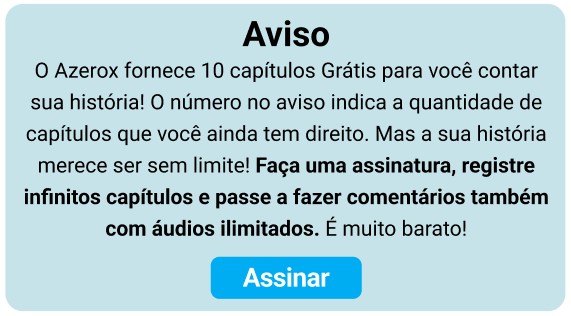 Aviso
O Azerox fornece 10 capítulos Grátis para você contar
sua história! O número no aviso indica a quantidade de
capítulos que você ainda tem direito. Mas a sua história
merece ser sem limite! Faça uma assinatura, registre
infinitos capítulos e passe a fazer comentários também
com áudios ilimitados. É muito barato!
Assinar